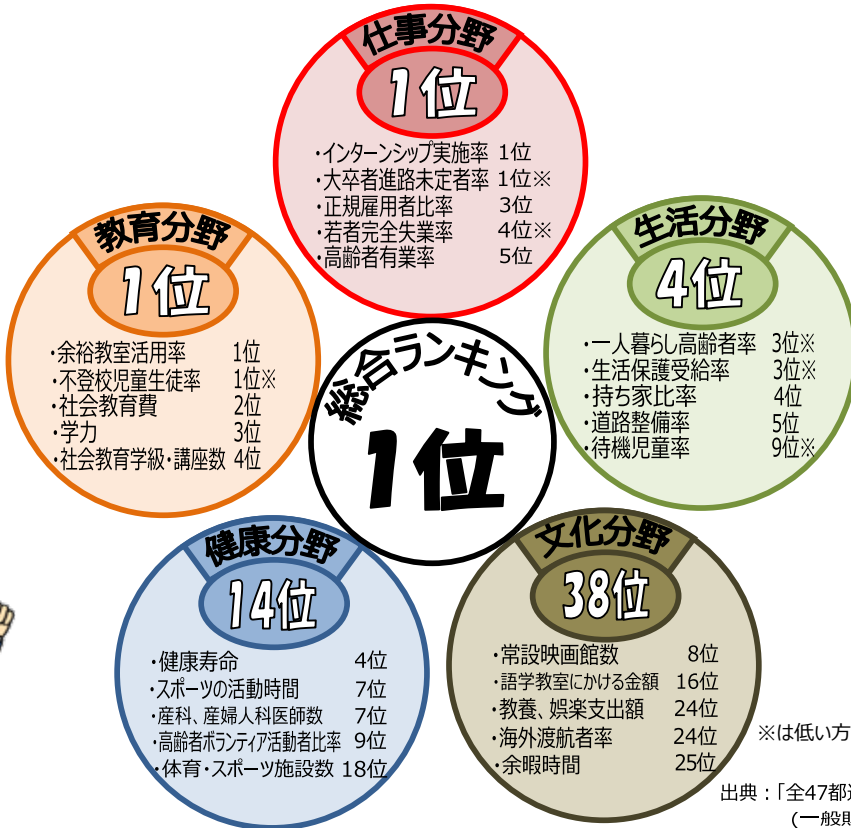 仕事分野
1位
・インターンシップ実施率 1位
・大卒者進路未定者率 1位※
・正規雇用者比率 3位
・若者完全失業率 4位※
・高齢者有業率 5位
教育分野
1位
・余裕教室活用率 1位
・不登校児童生徒率 1位※
・社会教育費 2位
・学力 3位
・社会教育学級・講座数 4位
生活分野
4位
・一人暮らし高齢者率 3位※
・生活保護受給率 3位※
・持ち家比率 4位
・道路整備率 5位
・待機児童率 9位※
総合ランキング
1位
健康分野
14位
・健康寿命 4位
・スポーツの活動時間 7位
・産科、産婦人科医師数 7位
・高齢者ボランティア活動者比率 9位
・体育・スポーツ施設数 18位
文化分野
38位
・常設映画館数 8位
・語学教室にかける金額 16位
・教養、娯楽支出額 24位
・海外渡航者率 24位
・余暇時間 25位
※は低い方
出典：「全47都
(一般